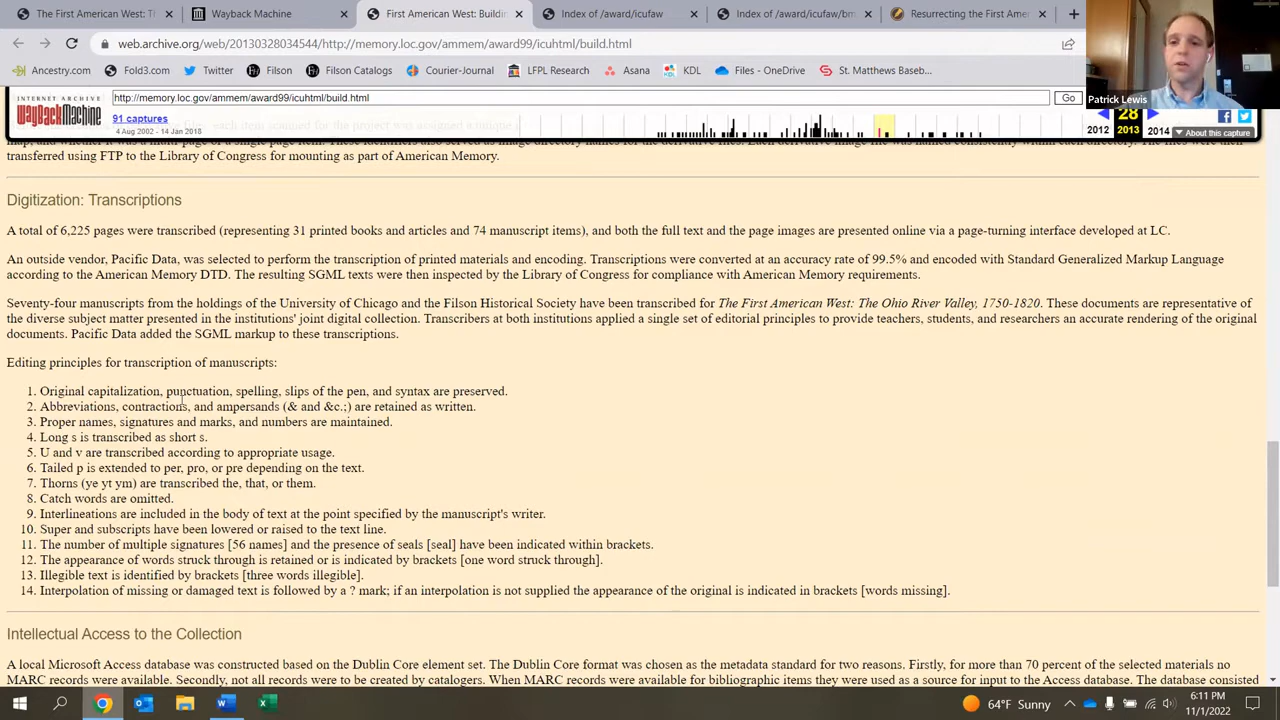 The First American West: Th
Wayback Machine
First American West: Buildi
Index of /award/icufaw
Index of /award/icufaw/bm
Resurrecting the First Ame
web.archive.org/web/20130328034544/http://memory.loc.gov/ammem/award99/icuhtml/build.html
Ancestry.com
Fold3.com
Twitter
Filson
Filson Catalogs
Courier-Journal
LFPL Research
Asana
KDL
Files - OneDrive
St. Matthews Baseb...
Patrick Lewis
INTERNET ARCHIVE
WayBackMachine
http://memory.loc.gov/ammem/award99/icuhtml/build.html
Go
91 captures
4 Aug 2002 - 14 Jan 2018
2012
28
2013
2014
About this capture
transferred using FTP to the Library of Congress for mounting as part of American Memory.
Digitization: Transcriptions
A total of 6,225 pages were transcribed (representing 31 printed books and articles and 74 manuscript items), and both the full text and the page images are presented online via a page-turning interface developed at LC.
An outside vendor, Pacific Data, was selected to perform the transcription of printed materials and encoding. Transcriptions were converted at an accuracy rate of 99.5% and encoded with Standard Generalized Markup Language
according to the American Memory DTD. The resulting SGML texts were then inspected by the Library of Congress for compliance with American Memory requirements.
Seventy-four manuscripts from the holdings of the University of Chicago and the Filson Historical Society have been transcribed for The First American West: The Ohio River Valley, 1750-1820. These documents are representative of
the diverse subject matter presented in the institutions' joint digital collection. Transcribers at both institutions applied a single set of editorial principles to provide teachers, students, and researchers an accurate rendering of the original
documents. Pacific Data added the SGML markup to these transcriptions.
Editing principles for transcription of manuscripts:
1. Original capitalization, punctuation, spelling, slips of the pen, and syntax are preserved.
2. Abbreviations, contractions, and ampersands (& and &c.;) are retained as written.
3. Proper names, signatures and marks, and numbers are maintained.
4. Long s is transcribed as short s.
5. U and v are transcribed according to appropriate usage.
6. Tailed p is extended to per, pro, or pre depending on the text.
7. Thorns (ye yt ym) are transcribed the, that, or them.
8. Catch words are omitted.
9. Interlineations are included in the body of text at the point specified by the manuscript's writer.
10. Super and subscripts have been lowered or raised to the text line.
11. The number of multiple signatures [56 names] and the presence of seals [seal] have been indicated within brackets.
12. The appearance of words struck through is retained or is indicated by brackets [one word struck through].
13. Illegible text is identified by brackets [three words illegible].
14. Interpolation of missing or damaged text is followed by a ? mark; if an interpolation is not supplied the appearance of the original is indicated in brackets [words missing].
Intellectual Access to the Collection
A local Microsoft Access database was constructed based on the Dublin Core element set. The Dublin Core format was chosen as the metadata standard for two reasons. Firstly, for more than 70 percent of the selected materials no
MARC records were available. Secondly, not all records were to be created by catalogers. When MARC records were available for bibliographic items they were used as a source for input to the Access database. The database consisted
64°F Sunny
6:11 PM
11/1/2022